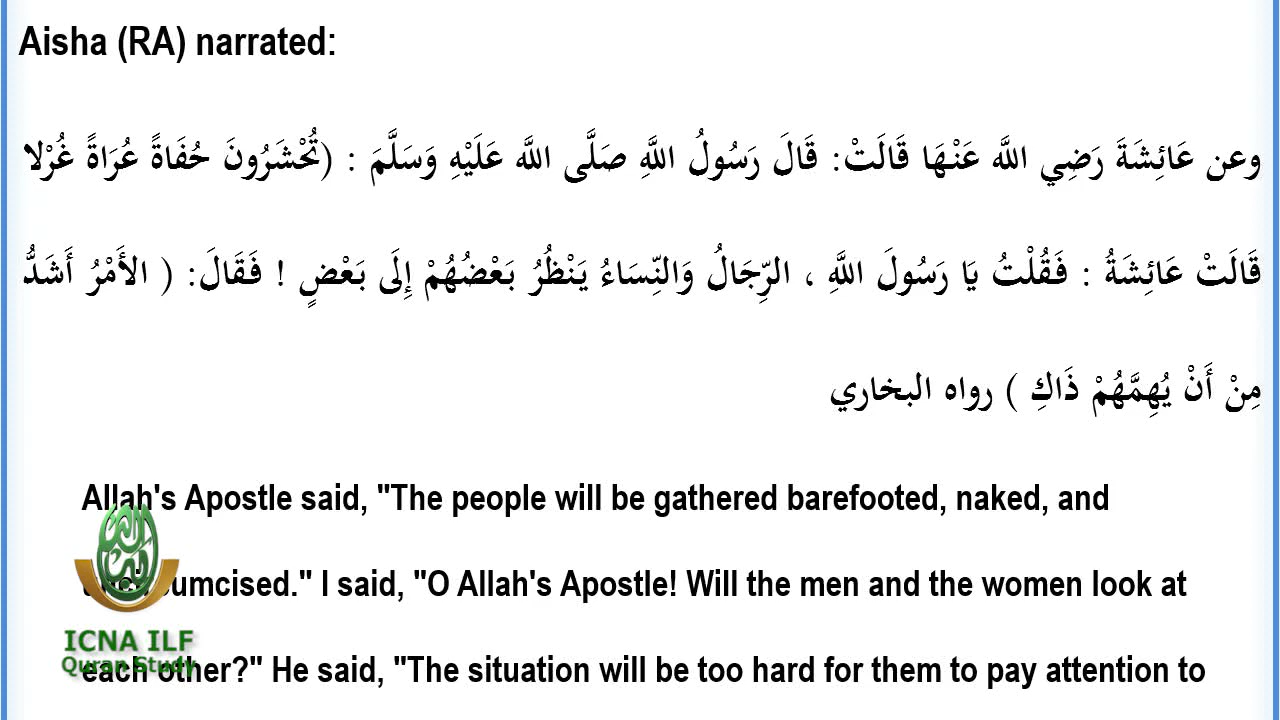 Aisha (RA) narrated:
وعن عَائِشَةَ رَضِي اللَّه عَنْهَا قَالَتْ: قَالَ رَسُولُ اللَّهِ صَلَّى اللَّه عَلَيْهِ وَسَلَّمَ : (تُحْشَرُونَ حُفَاةً عُرَاةً غُرْلا
قَالَتْ عَائِشَةُ : فَقُلْتُ يَا رَسُولَ اللَّهِ ، الرِّجَالُ وَالنِّسَاءُ يَنْظُرُ بَعْضُهُمْ إِلَى بَعْضٍ ! فَقَالَ: ( الأَمْرُ أَشَدُّ
مِنْ أَنْ يُهِمَّهُمْ ذَاكِ ) رواه البخاري
Allah's Apostle said, "The people will be gathered barefooted, naked, and
umcised." I said, "O Allah's Apostle! Will the men and the women look at
each other?" He said, "The situation will be too hard for them to pay attention to
ICNA ILF
Quran Study